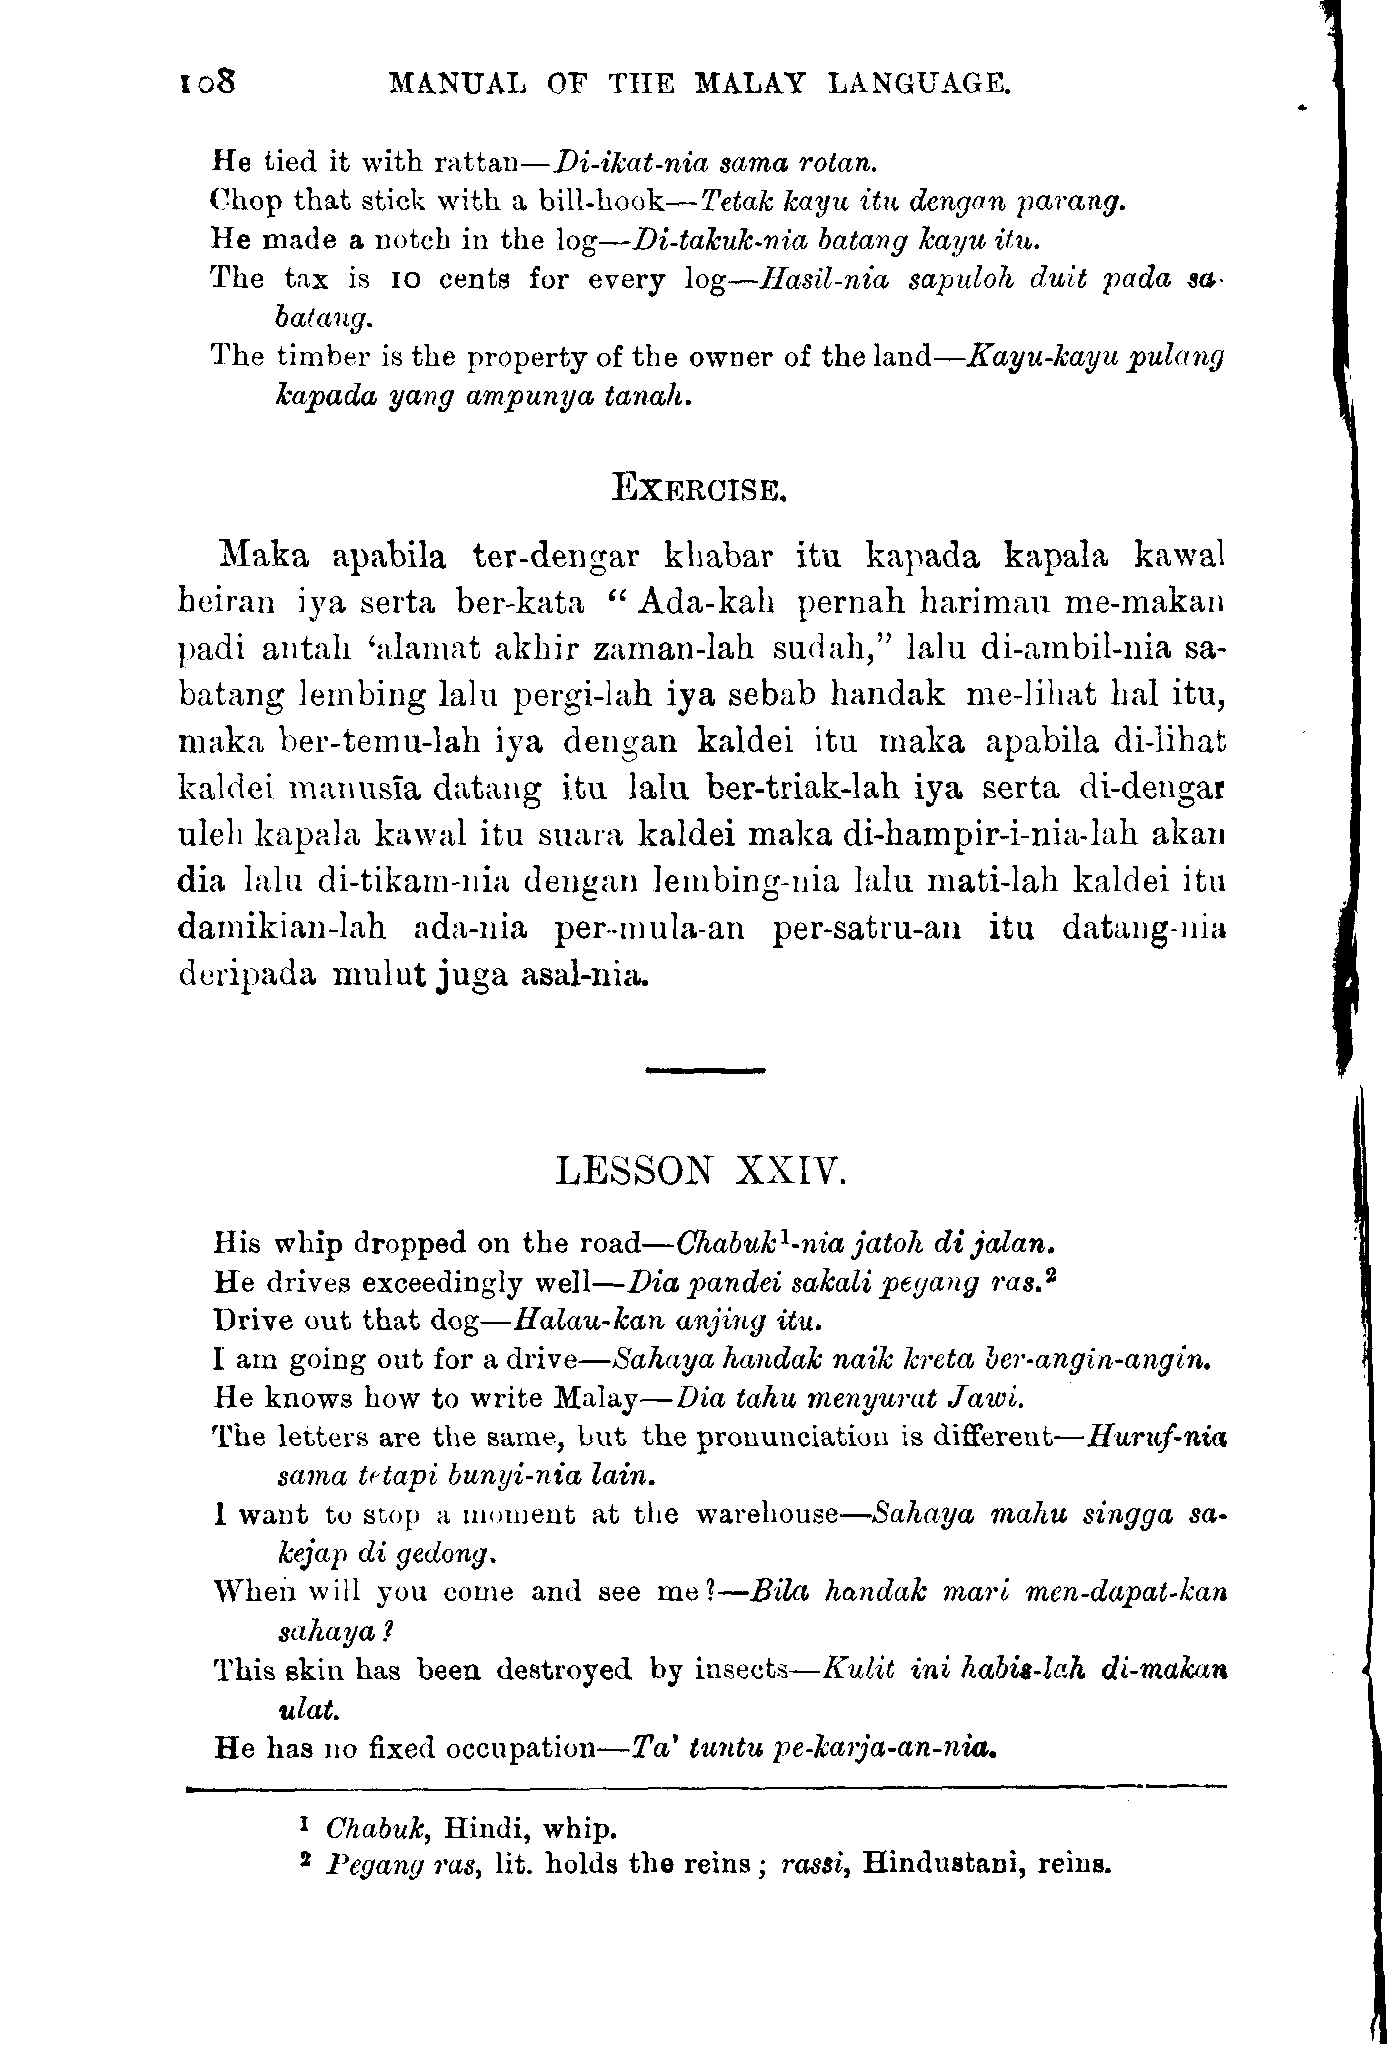 108 MANUAL OF THE MALAY LANGUAGE.
He tied it with rattan—Di-ikat-nia sama rotan.
Chop that stick with a bill-hook—Tetak kayu itu dengan parang.
He made a notch in the log—Di-takuk-nia batang kayu itu.
The tax is 10 cents for every log—Hasil-nia sapuloh duit pada sa-
batang.
The timber is the property of the owner of the land—Kayu-kayu pulang
kapada yang ampunya tanah.
EXERCISE.
Maka apabila ter-dengar khabar itu kapada kapala kawal
heiran iya serta ber-kata “ Ada-kah pernah harimau me-makan
padi antah ‘alamat akhir zaman-lah sudah,” lalu di-ambil-nia sa-
batang lembing lalu pergi-lah iya sebab handak me-lihat hal itu,
maka ber-temu-lah iya dengan kaldei itu maka apabila di-lihat
kaldei manusīa datang itu lalu ber-triak-lah iya serta di-dengar
uleh kapala kawal itu suara kaldei maka di-hampir-i-nia-lah akan
dia lalu di-tikam-nia dengan lembing-nia lalu mati-lah kaldei itu
damikian-lah ada-nia per-mula-an per-satru-an itu datang-nia
deripada mulut juga asal-nia.
LESSON XXIV.
His whip dropped on the road—Chabuk¹-nia jatoh di jalan.
He drives exceedingly well—Dia pandei sakali pegang ras.²
Drive out that dog—Halau-kan anjing itu.
I am going out for a drive—Sahaya handak naik kreta ber-angin-angin.
He knows how to write Malay—Dia tahu menyurat Jawi.
The letters are the same, but the pronunciation is different—Huruf-nia
sama tetapi bunyi-nia lain.
I want to stop a moment at the warehouse—Sahaya mahu singga sa-
kejap di gedong.
When will you come and see me?—Bila handak mari men-dapat-kan
sahaya?
This skin has been destroyed by insects—Kulit ini habis-lah di-makan
ulat.
He has no fixed occupation—Ta’ tuntu pe-karja-an-nia.
¹ Chabuk, Hindi, whip.
² Pegang ras, lit. holds the reins; rassi, Hindustani, reins.